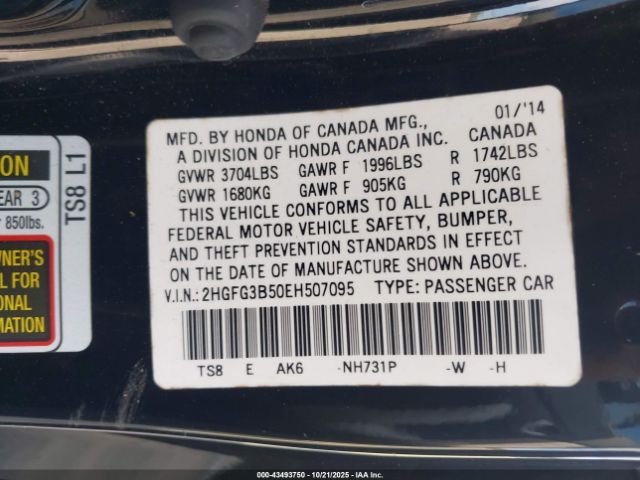 ION
EAR 3
850lbs.
TS8 L1
WNER'S
L FOR
ONAL
RMATION
01/'14
MFD. BY HONDA OF CANADA MFG.,
A DIVISION OF HONDA CANADA INC. CANADA
GVWR 3704LBS GAWR F 1996LBS R 1742LBS
GVWR 1680KG GAWR F 905KG R 790KG
THIS VEHICLE CONFORMS TO ALL APPLICABLE
FEDERAL MOTOR VEHICLE SAFETY, BUMPER,
AND THEFT PREVENTION STANDARDS IN EFFECT
ON THE DATE OF MANUFACTURE SHOWN ABOVE.
V.I.N.: 2HGFG3B50EH507095 TYPE: PASSENGER CAR
TS8 E AK6 -NH731P -W -H
000-43493750 - 10/21/2025 - IAA Inc.